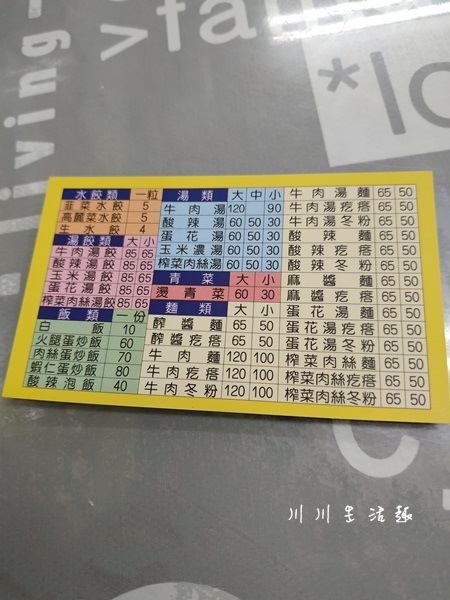 living
>fa
*lo
水餃類 一粒
韮菜水餃 5
高麗菜水餃 5
生水餃 4
湯餃類 大 小
牛肉湯餃 85 65
酸辣湯餃 85 65
玉米湯餃 85 65
蛋花湯餃 85 65
榨菜肉絲湯餃 85 65
飯類 一份
白飯 10
火腿蛋炒飯 60
肉絲蛋炒飯 70
蝦仁蛋炒飯 80
酸辣泡飯 40
湯類 大 中 小
牛肉湯 120 90
酸辣湯 60 50 30
蛋花湯 60 50 30
玉米濃湯 60 50 30
榨菜肉絲湯 60 50 30
青菜 大 小
燙青菜 60 30
麵類 大 小
醡醬麵 65 50
醡醬疙瘩 65 50
牛肉麵 120 100
牛肉疙瘩 120 100
牛肉冬粉 120 100
牛肉湯麵 65 50
牛肉湯疙瘩 65 50
牛肉湯冬粉 65 50
酸辣麵 65 50
酸辣疙瘩 65 50
酸辣冬粉 65 50
麻醬麵 65 50
麻醬疙瘩 65 50
蛋花湯麵 65 50
蛋花湯疙瘩 65 50
蛋花湯冬粉 65 50
榨菜肉絲麵 65 50
榨菜肉絲疙瘩 65 50
榨菜肉絲冬粉 65 50
川川生活趣